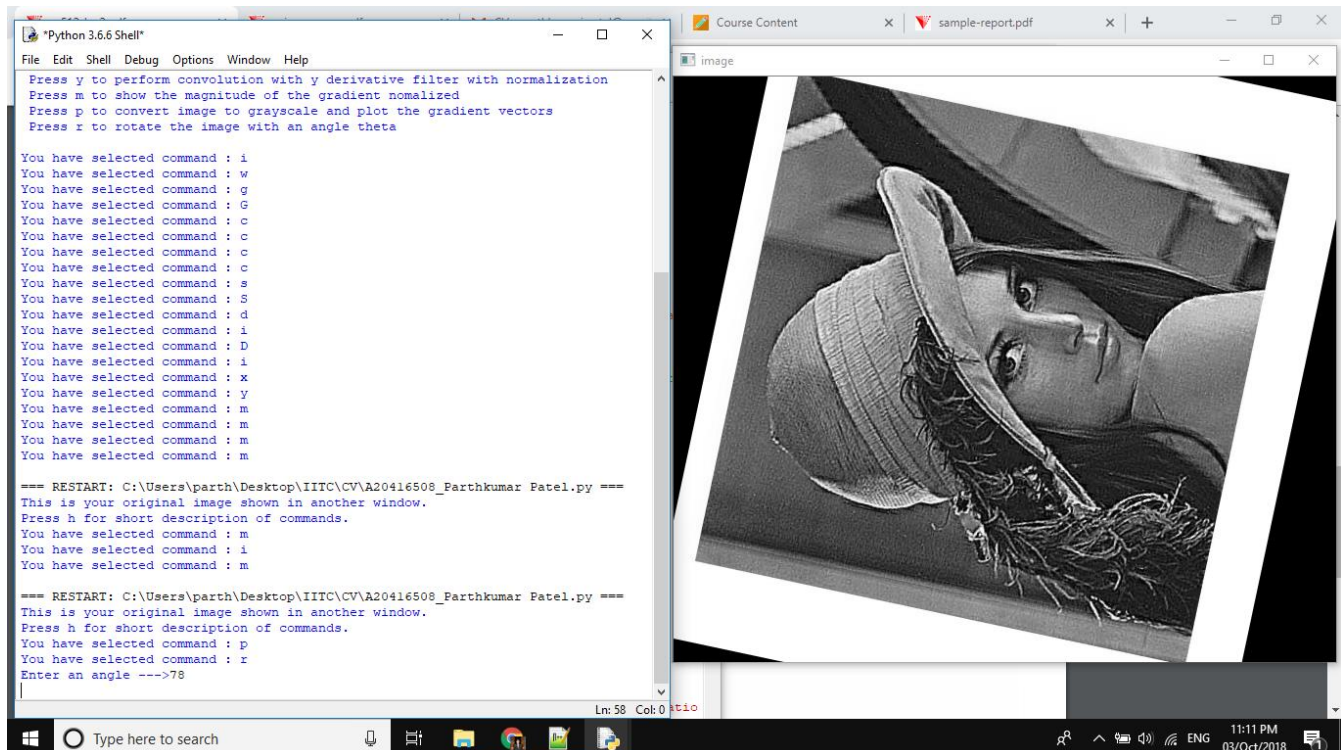 Course Content
sample-report.pdf
*Python 3.6.6 Shell*
File Edit Shell Debug Options Window Help
Press y to perform convolution with y derivative filter with normalization
Press m to show the magnitude of the gradient nomalized
Press p to convert image to grayscale and plot the gradient vectors
Press r to rotate the image with an angle theta
You have selected command : i
You have selected command : w
You have selected command : g
You have selected command : G
You have selected command : c
You have selected command : c
You have selected command : c
You have selected command : c
You have selected command : s
You have selected command : S
You have selected command : d
You have selected command : i
You have selected command : D
You have selected command : i
You have selected command : x
You have selected command : y
You have selected command : m
You have selected command : m
You have selected command : m
You have selected command : m
=== RESTART: C:\Users\parth\Desktop\IITC\CV\A20416508_Parthkumar Patel.py ===
This is your original image shown in another window.
Press h for short description of commands.
You have selected command : m
You have selected command : i
You have selected command : m
=== RESTART: C:\Users\parth\Desktop\IITC\CV\A20416508_Parthkumar Patel.py ===
This is your original image shown in another window.
Press h for short description of commands.
You have selected command : p
You have selected command : r
Enter an angle --->78
Ln: 58 Col: 0
image
atio
Type here to search
ENG
11:11 PM
03/Oct/2018